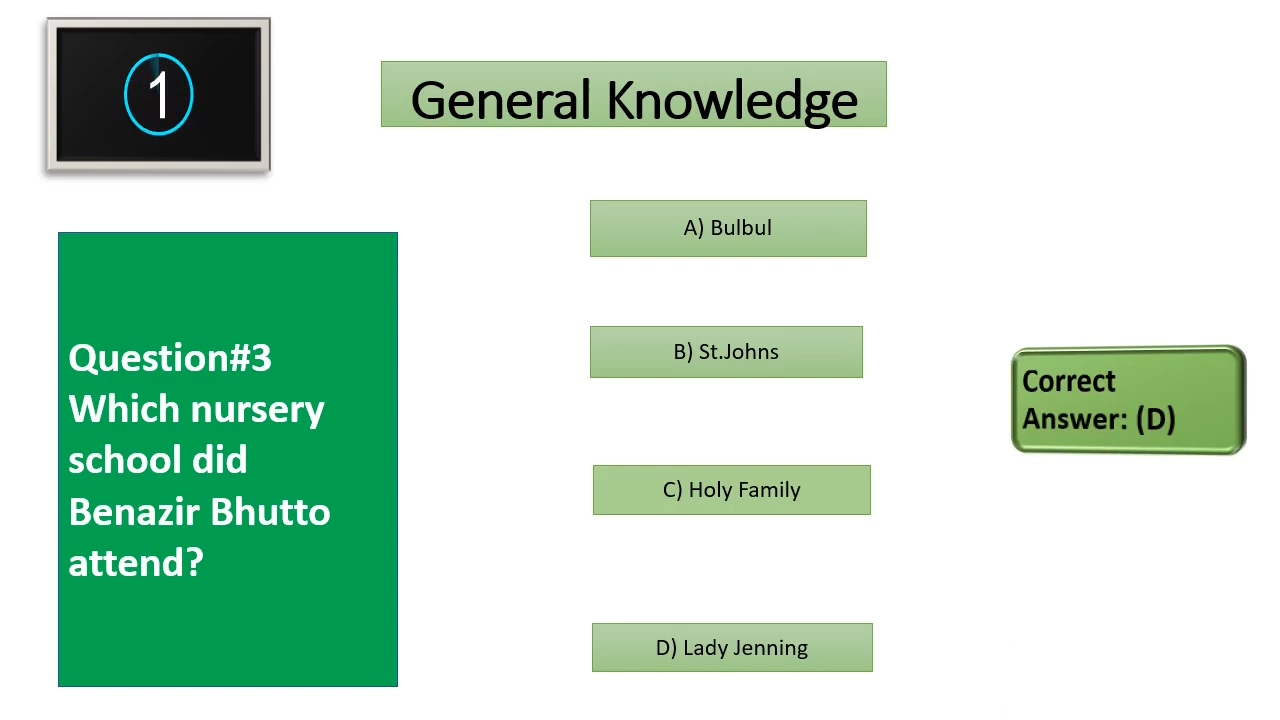 1
General Knowledge
A) Bulbul
B) St.Johns
Question#3
Which nursery
school did
Benazir Bhutto
attend?
Correct
Answer: (D)
C) Holy Family
D) Lady Jenning